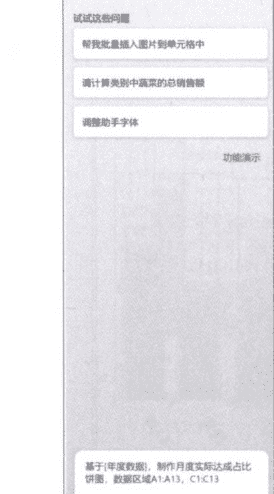 试试这些问题
帮我批量插入图片到单元格中
请计算类别中蔬菜的总销售额
调整助手字体
功能演示
基于[年度数据]，制作月度实际达成占比
饼图，数据区域A1:A13，C1:C13